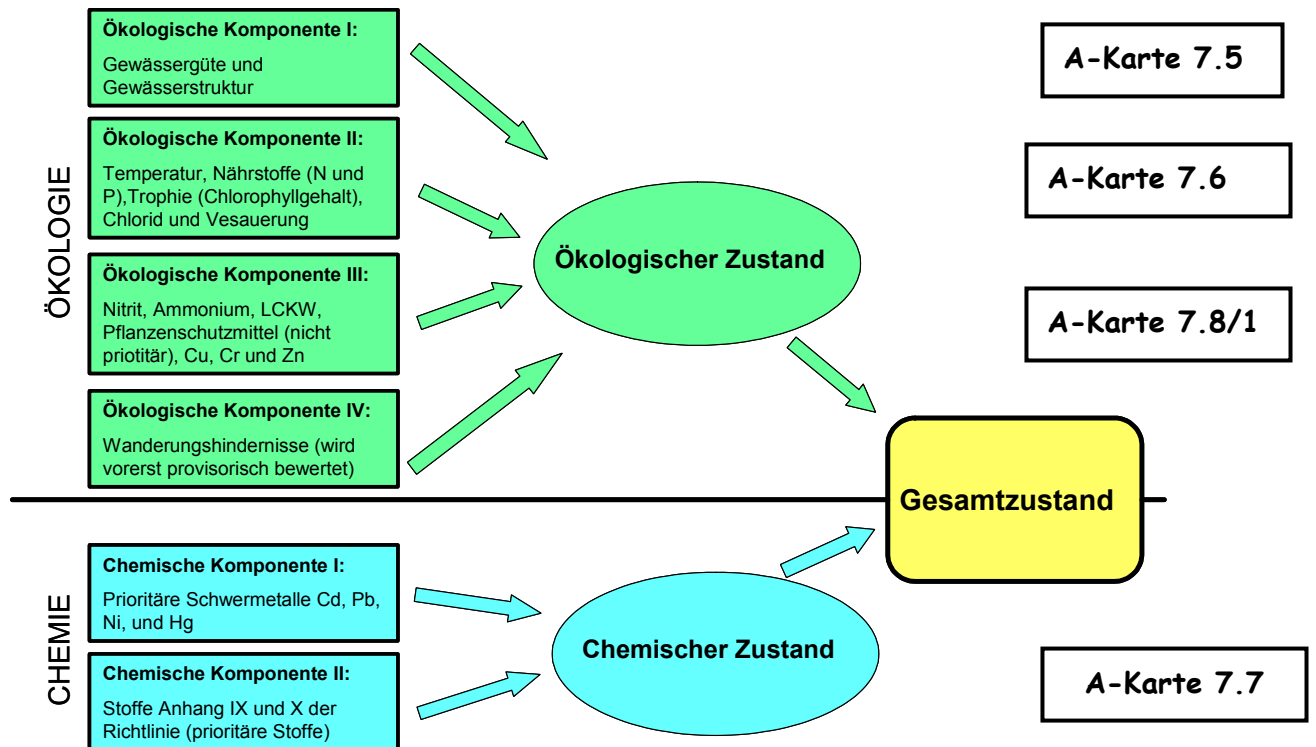 ÖKOLOGIE
Ökologische Komponente I:
Gewässergüte und
Gewässerstruktur
Ökologische Komponente II:
Temperatur, Nährstoffe (N und
P),Trophie (Chlorophyllgehalt),
Chlorid und Vesauerung
Ökologische Komponente III:
Nitrit, Ammonium, LCKW,
Pflanzenschutzmittel (nicht
priotitär), Cu, Cr und Zn
Ökologische Komponente IV:
Wanderungshindernisse (wird
vorerst provisorisch bewertet)
Ökologischer Zustand
A-Karte 7.5
A-Karte 7.6
A-Karte 7.8/1
Gesamtzustand
CHEMIE
Chemische Komponente I:
Prioritäre Schwermetalle Cd, Pb,
Ni, und Hg
Chemische Komponente II:
Stoffe Anhang IX und X der
Richtlinie (prioritäre Stoffe)
Chemischer Zustand
A-Karte 7.7